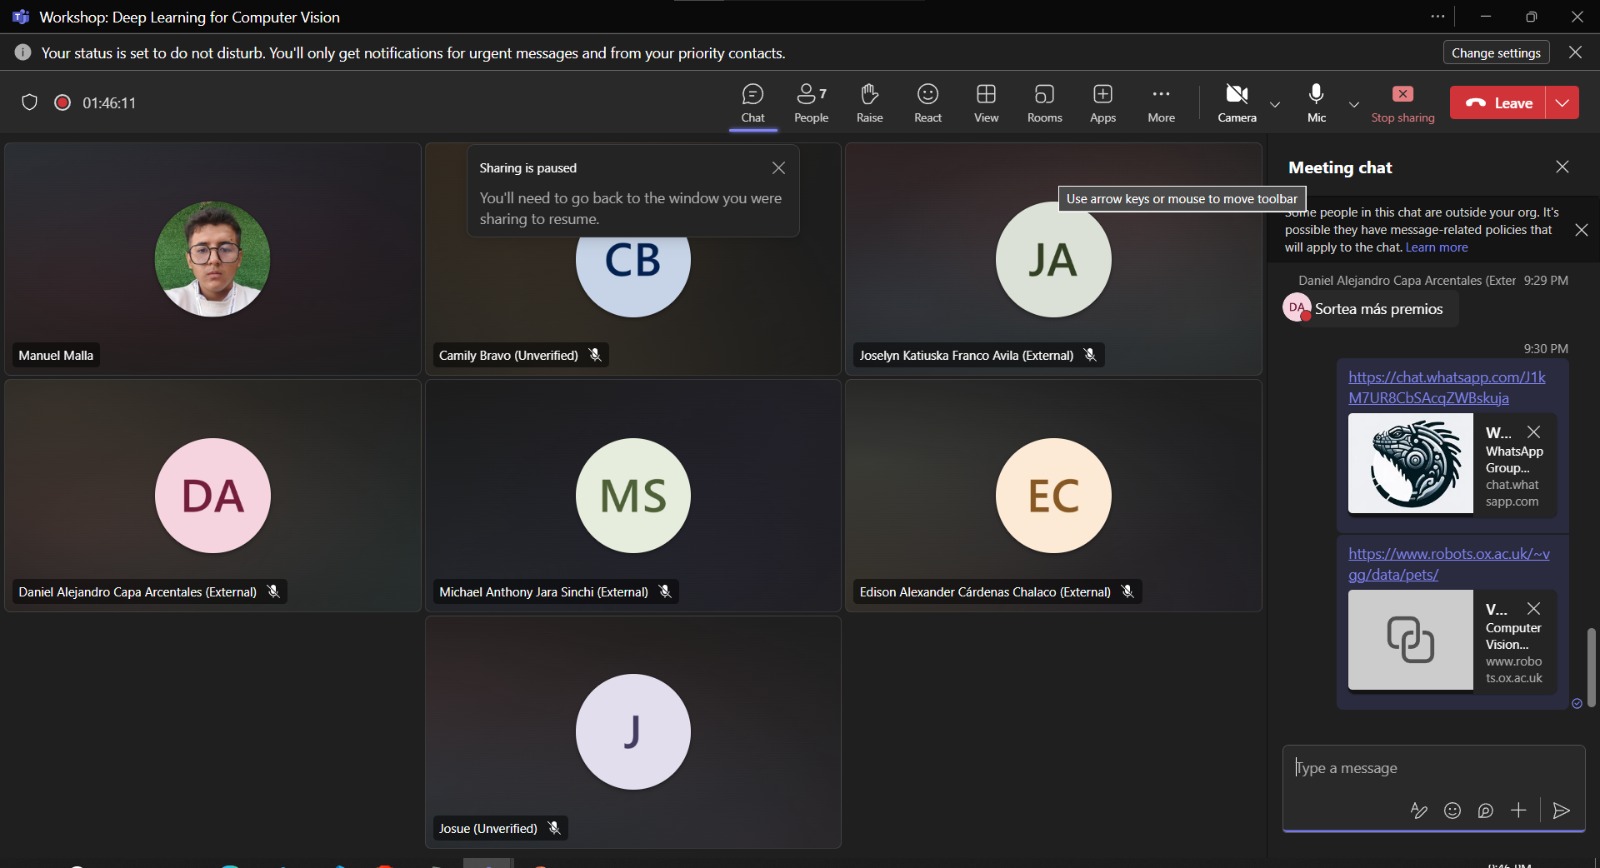 Workshop: Deep Learning for Computer Vision
Your status is set to do not disturb. You'll only get notifications for urgent messages and from your priority contacts.
Change settings
01:46:11
Chat
People
7
Raise
React
View
Rooms
Apps
More
Camera
Mic
Stop sharing
Leave
Sharing is paused
You'll need to go back to the window you were
sharing to resume.
Use arrow keys or mouse to move toolbar
Manuel Malla
CB
Camily Bravo (Unverified)
JA
Joselyn Katiuska Franco Avila (External)
DA
Daniel Alejandro Capa Arcentales (External)
MS
Michael Anthony Jara Sinchi (External)
EC
Edison Alexander Cárdenas Chalaco (External)
J
Josue (Unverified)
Meeting chat
Some people in this chat are outside your org. It's
possible they have message-related policies that
will apply to the chat. Learn more
Daniel Alejandro Capa Arcentales (Exter 9:29 PM
DA
Sortea más premios
9:30 PM
https://chat.whatsapp.com/J1k
M7UR8CbSAcqZWBskuja
W...
WhatsApp
Group...
chat.what
sapp.com
https://www.robots.ox.ac.uk/~v
gg/data/pets/
V...
Computer
Vision...
www.robo
ts.ox.ac.uk
Type a message